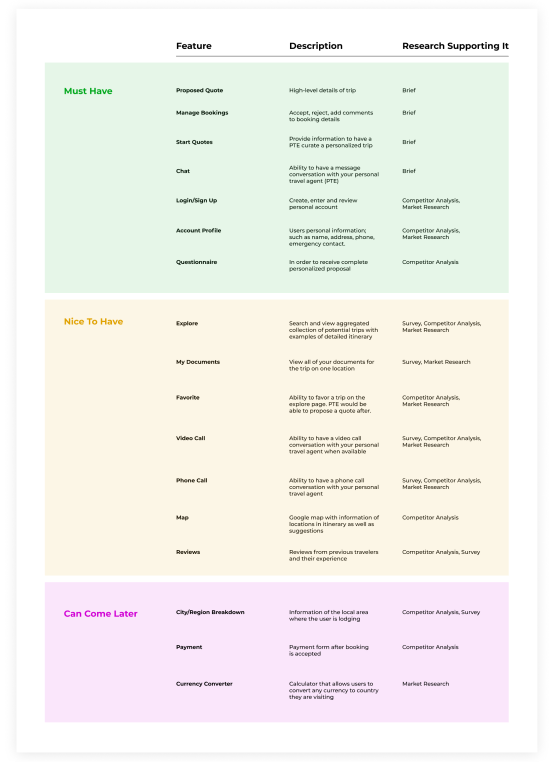 Feature Description Research Supporting It
Must Have
Proposed Quote High-level details of trip Brief
Manage Bookings Accept, reject, add comments Brief
to booking details
Start Quotes Provide information to have a Brief
PTE curate a personalized trip
Chat Ability to have a message Brief
conversation with your personal
travel agent (PTE)
Login/Sign Up Create, enter and review Competitor Analysis,
personal account Market Research
Account Profile Users personal information; Competitor Analysis,
such as name, address, phone, Market Research
emergency contact.
Questionnaire In order to receive complete Competitor Analysis
personalized proposal
Nice To Have
Explore Search and view aggregated Survey, Competitor Analysis,
collection of potential trips with Market Research
examples of detailed itinerary
My Documents View all of your documents for Survey, Market Research
the trip on one location
Favorite Ability to favor a trip on the Competitor Analysis,
explore page. PTE would be Market Research
able to propose a quote after.
Video Call Ability to have a video call Survey, Competitor Analysis,
conversation with your personal Market Research
travel agent when available
Phone Call Ability to have a phone call Survey, Competitor Analysis,
conversation with your personal Market Research
travel agent
Map Google map with information of Competitor Analysis
locations in itinerary as well as
suggestions
Reviews Reviews from previous travelers Competitor Analysis, Survey
and their experience
Can Come Later
City/Region Breakdown Information of the local area Competitor Analysis, Survey
where the user is lodging
Payment Payment form after booking Competitor Analysis
is accepted
Currency Converter Calculator that allows users to Market Research
convert any currency to country
they are visiting